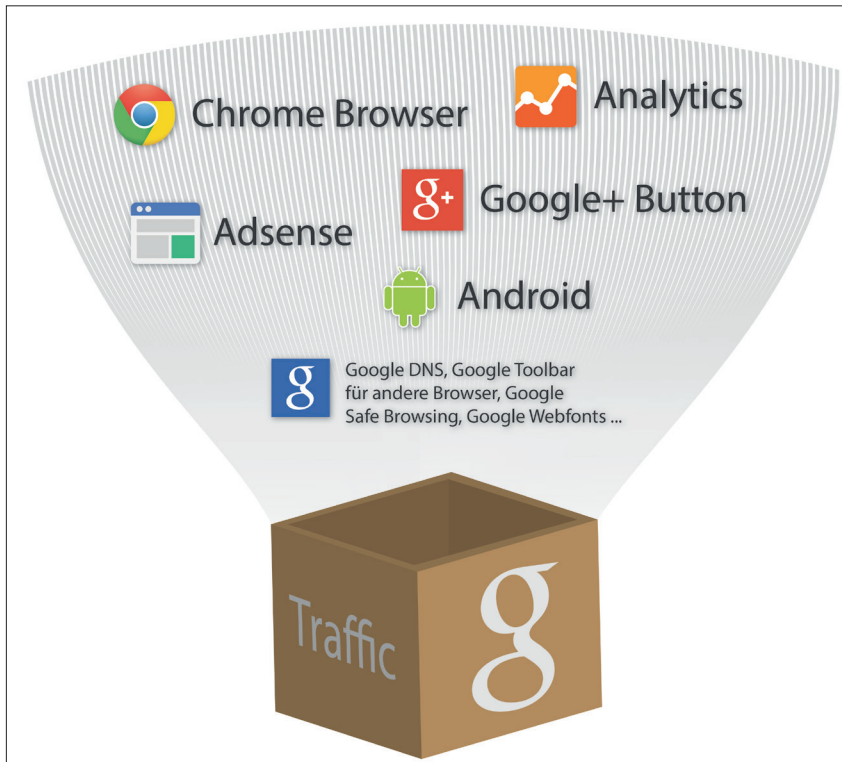 Chrome Browser
Analytics
g+
Google+ Button
Adsense
Android
g
Google DNS, Google Toolbar
für andere Browser, Google
Safe Browsing, Google Webfonts ...
Traffic
g